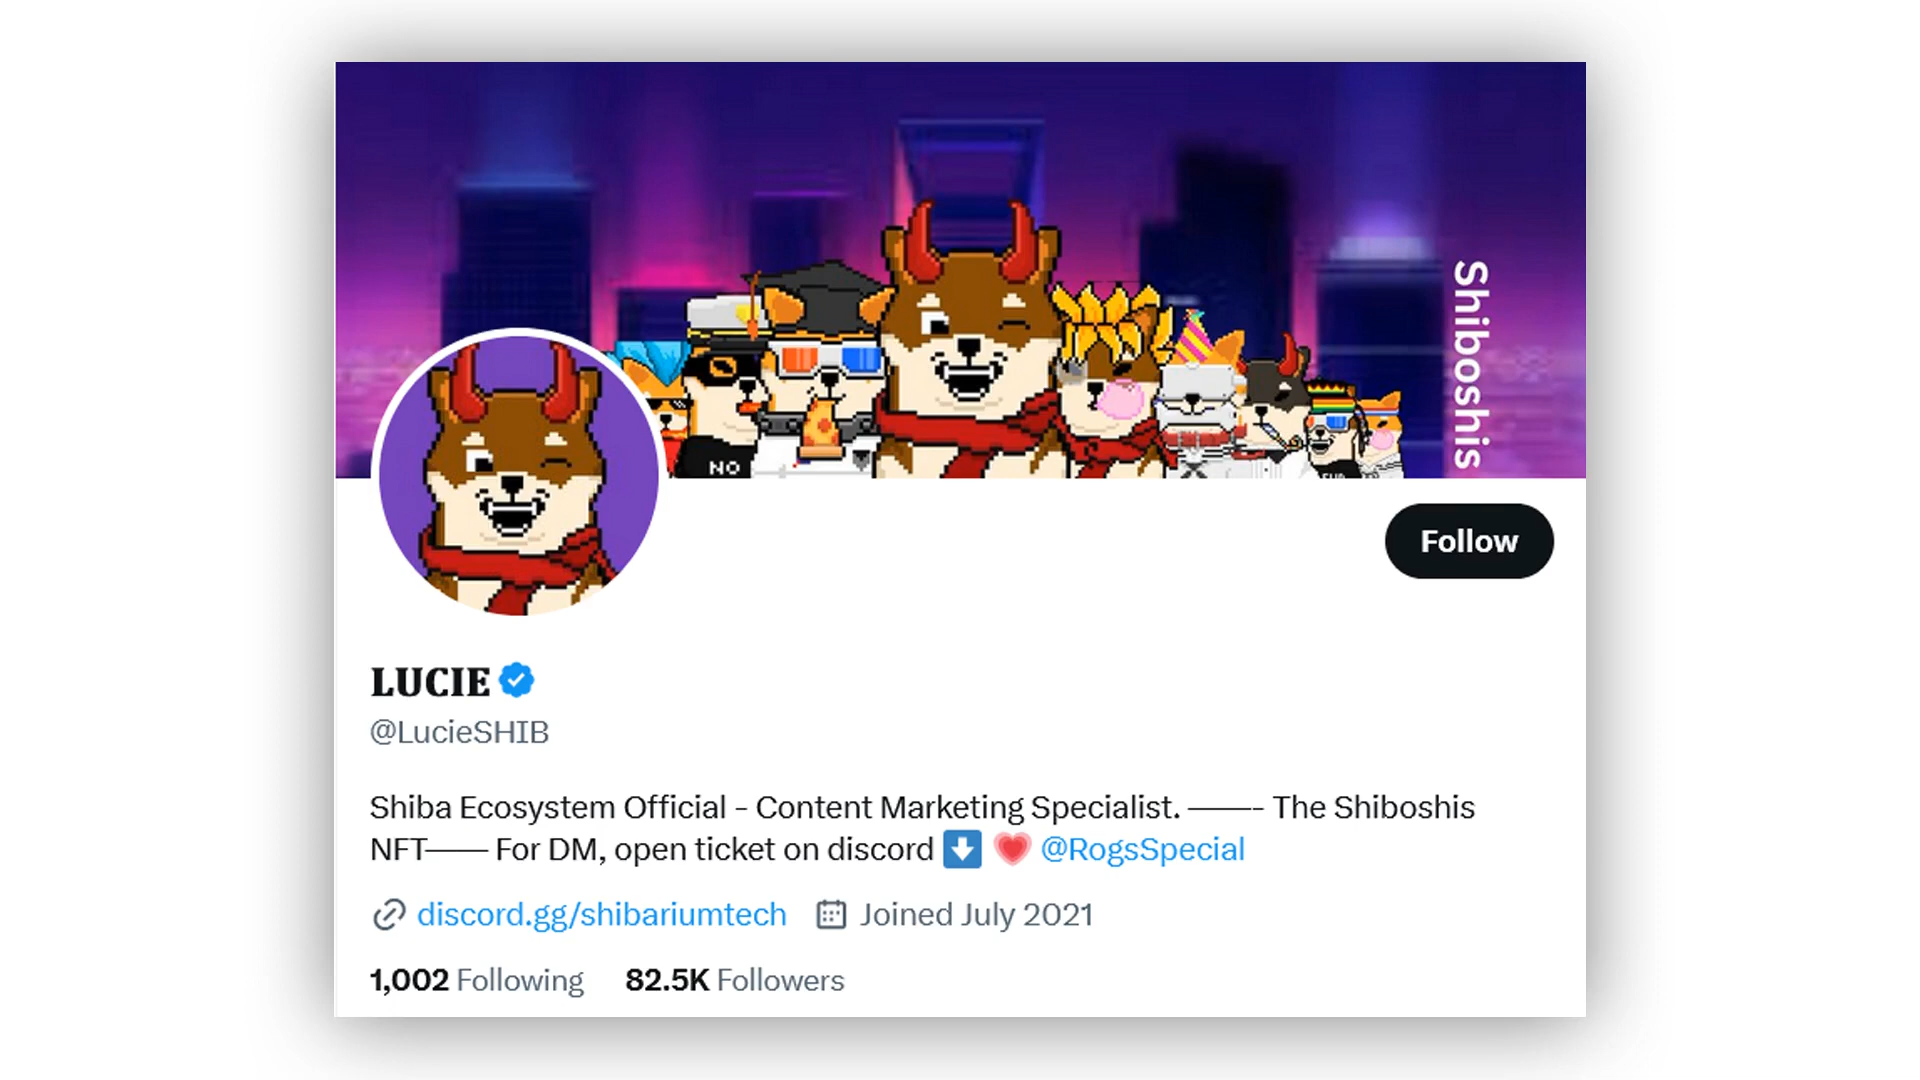 Shiboshis
NO
Follow
LUCIE
@LucieSHIB
Shiba Ecosystem Official - Content Marketing Specialist. ——- The Shiboshis
NFT—— For DM, open ticket on discord ⬇️ 💗 @RogsSpecial
discord.gg/shibariumtech Joined July 2021
1,002 Following 82.5K Followers